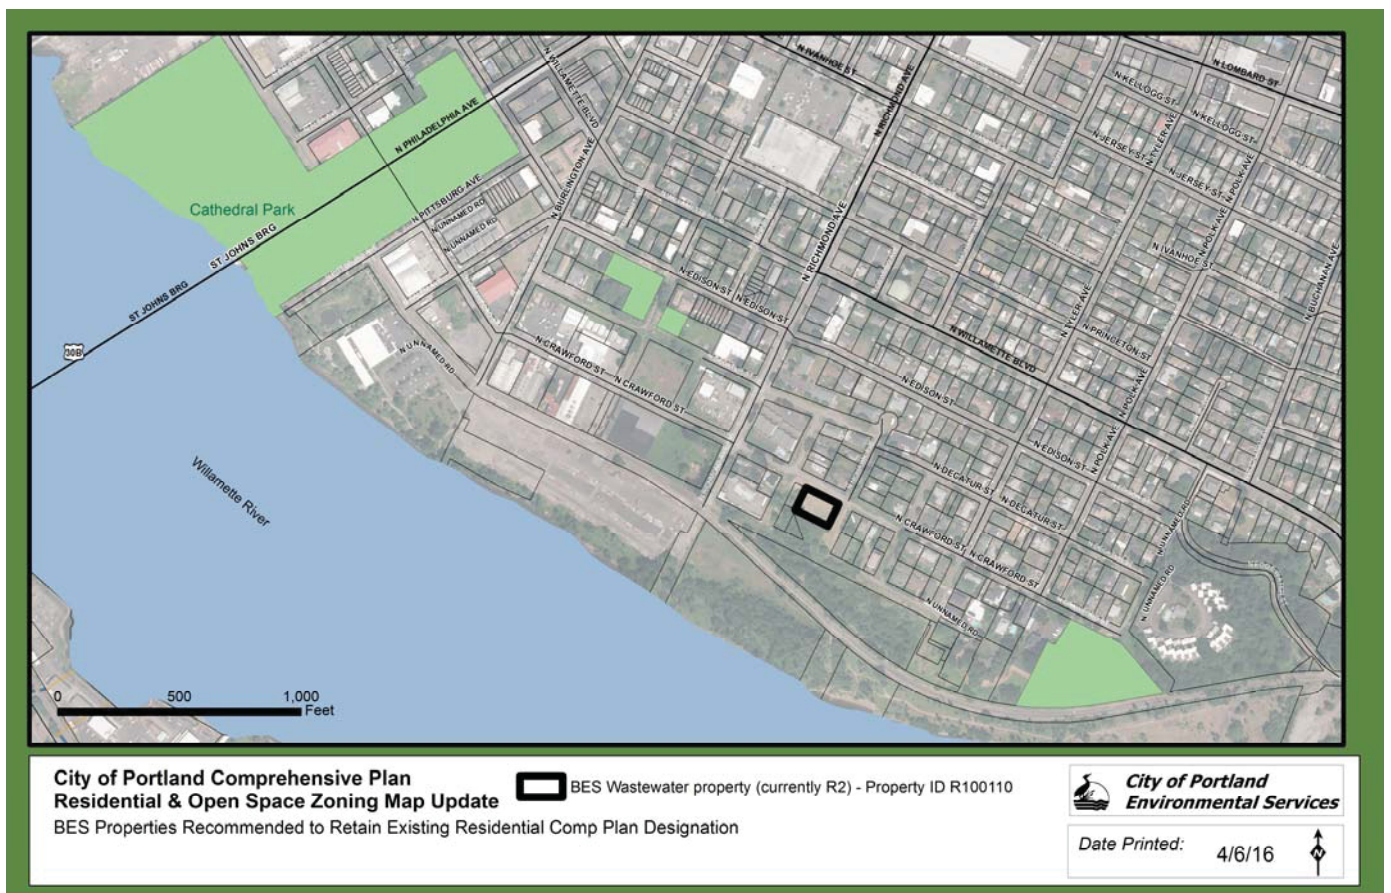 N IVANHOE ST
N LOMBARD ST
N WILLAMETTE BLVD
N RICHMOND AVE
N KELLOGG ST
N KELLOGG ST
N PHILADELPHIA AVE
N TYLER AVE
N JERSEY ST
N JERSEY ST
N POLK AVE
N BURLINGTON AVE
N PITTSBURG AVE
N UNNAMED RD
N UNNAMED RD
Cathedral Park
ST JOHNS BRG
ST JOHNS BRG
30B
N RICHMOND AVE
N POLK AVE
N IVANHOE ST
N BUCHANAN AVE
N EDISON ST
N EDISON ST
N TYLER AVE
N PRINCETON ST
N WILLAMETTE BLVD
N UNNAMED RD
N CRAWFORD ST
N CRAWFORD ST
N EDISON ST
N POLK AVE
N EDISON ST
N POLK AVE
N DECATUR ST
N DECATUR ST
N UNNAMED RD
Willamette River
N CRAWFORD ST
N CRAWFORD ST
N UNNAMED RD
N UNNAMED RD
0 500 1,000
Feet
City of Portland Comprehensive Plan
Residential & Open Space Zoning Map Update
BES Properties Recommended to Retain Existing Residential Comp Plan Designation
BES Wastewater property (currently R2) - Property ID R100110
City of Portland
Environmental Services
Date Printed: 4/6/16
N